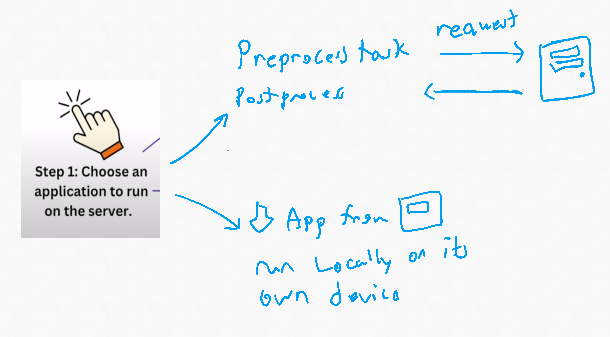 request
Preprocess task
Postprocess
Step 1: Choose an
application to run
on the server.
App from
run Locally on its
own device